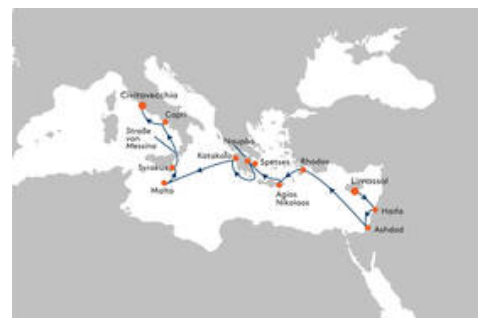 Civitavecchia
Capri
Straße
von
Messina
Syrakus
Malta
Katakolo
Nauplia
Spetses
Rhodos
Agios
Nikolaos
Limassol
Haifa
Ashdod